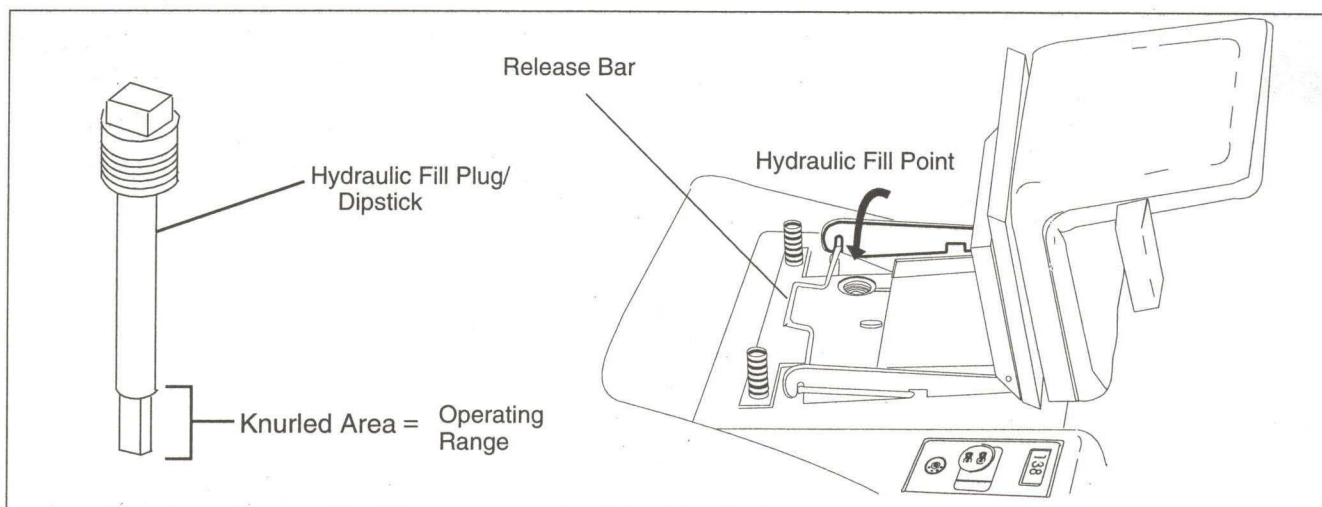 Release Bar
Hydraulic Fill Point
Hydraulic Fill Plug/
Dipstick
Knurled Area = Operating
Range
138